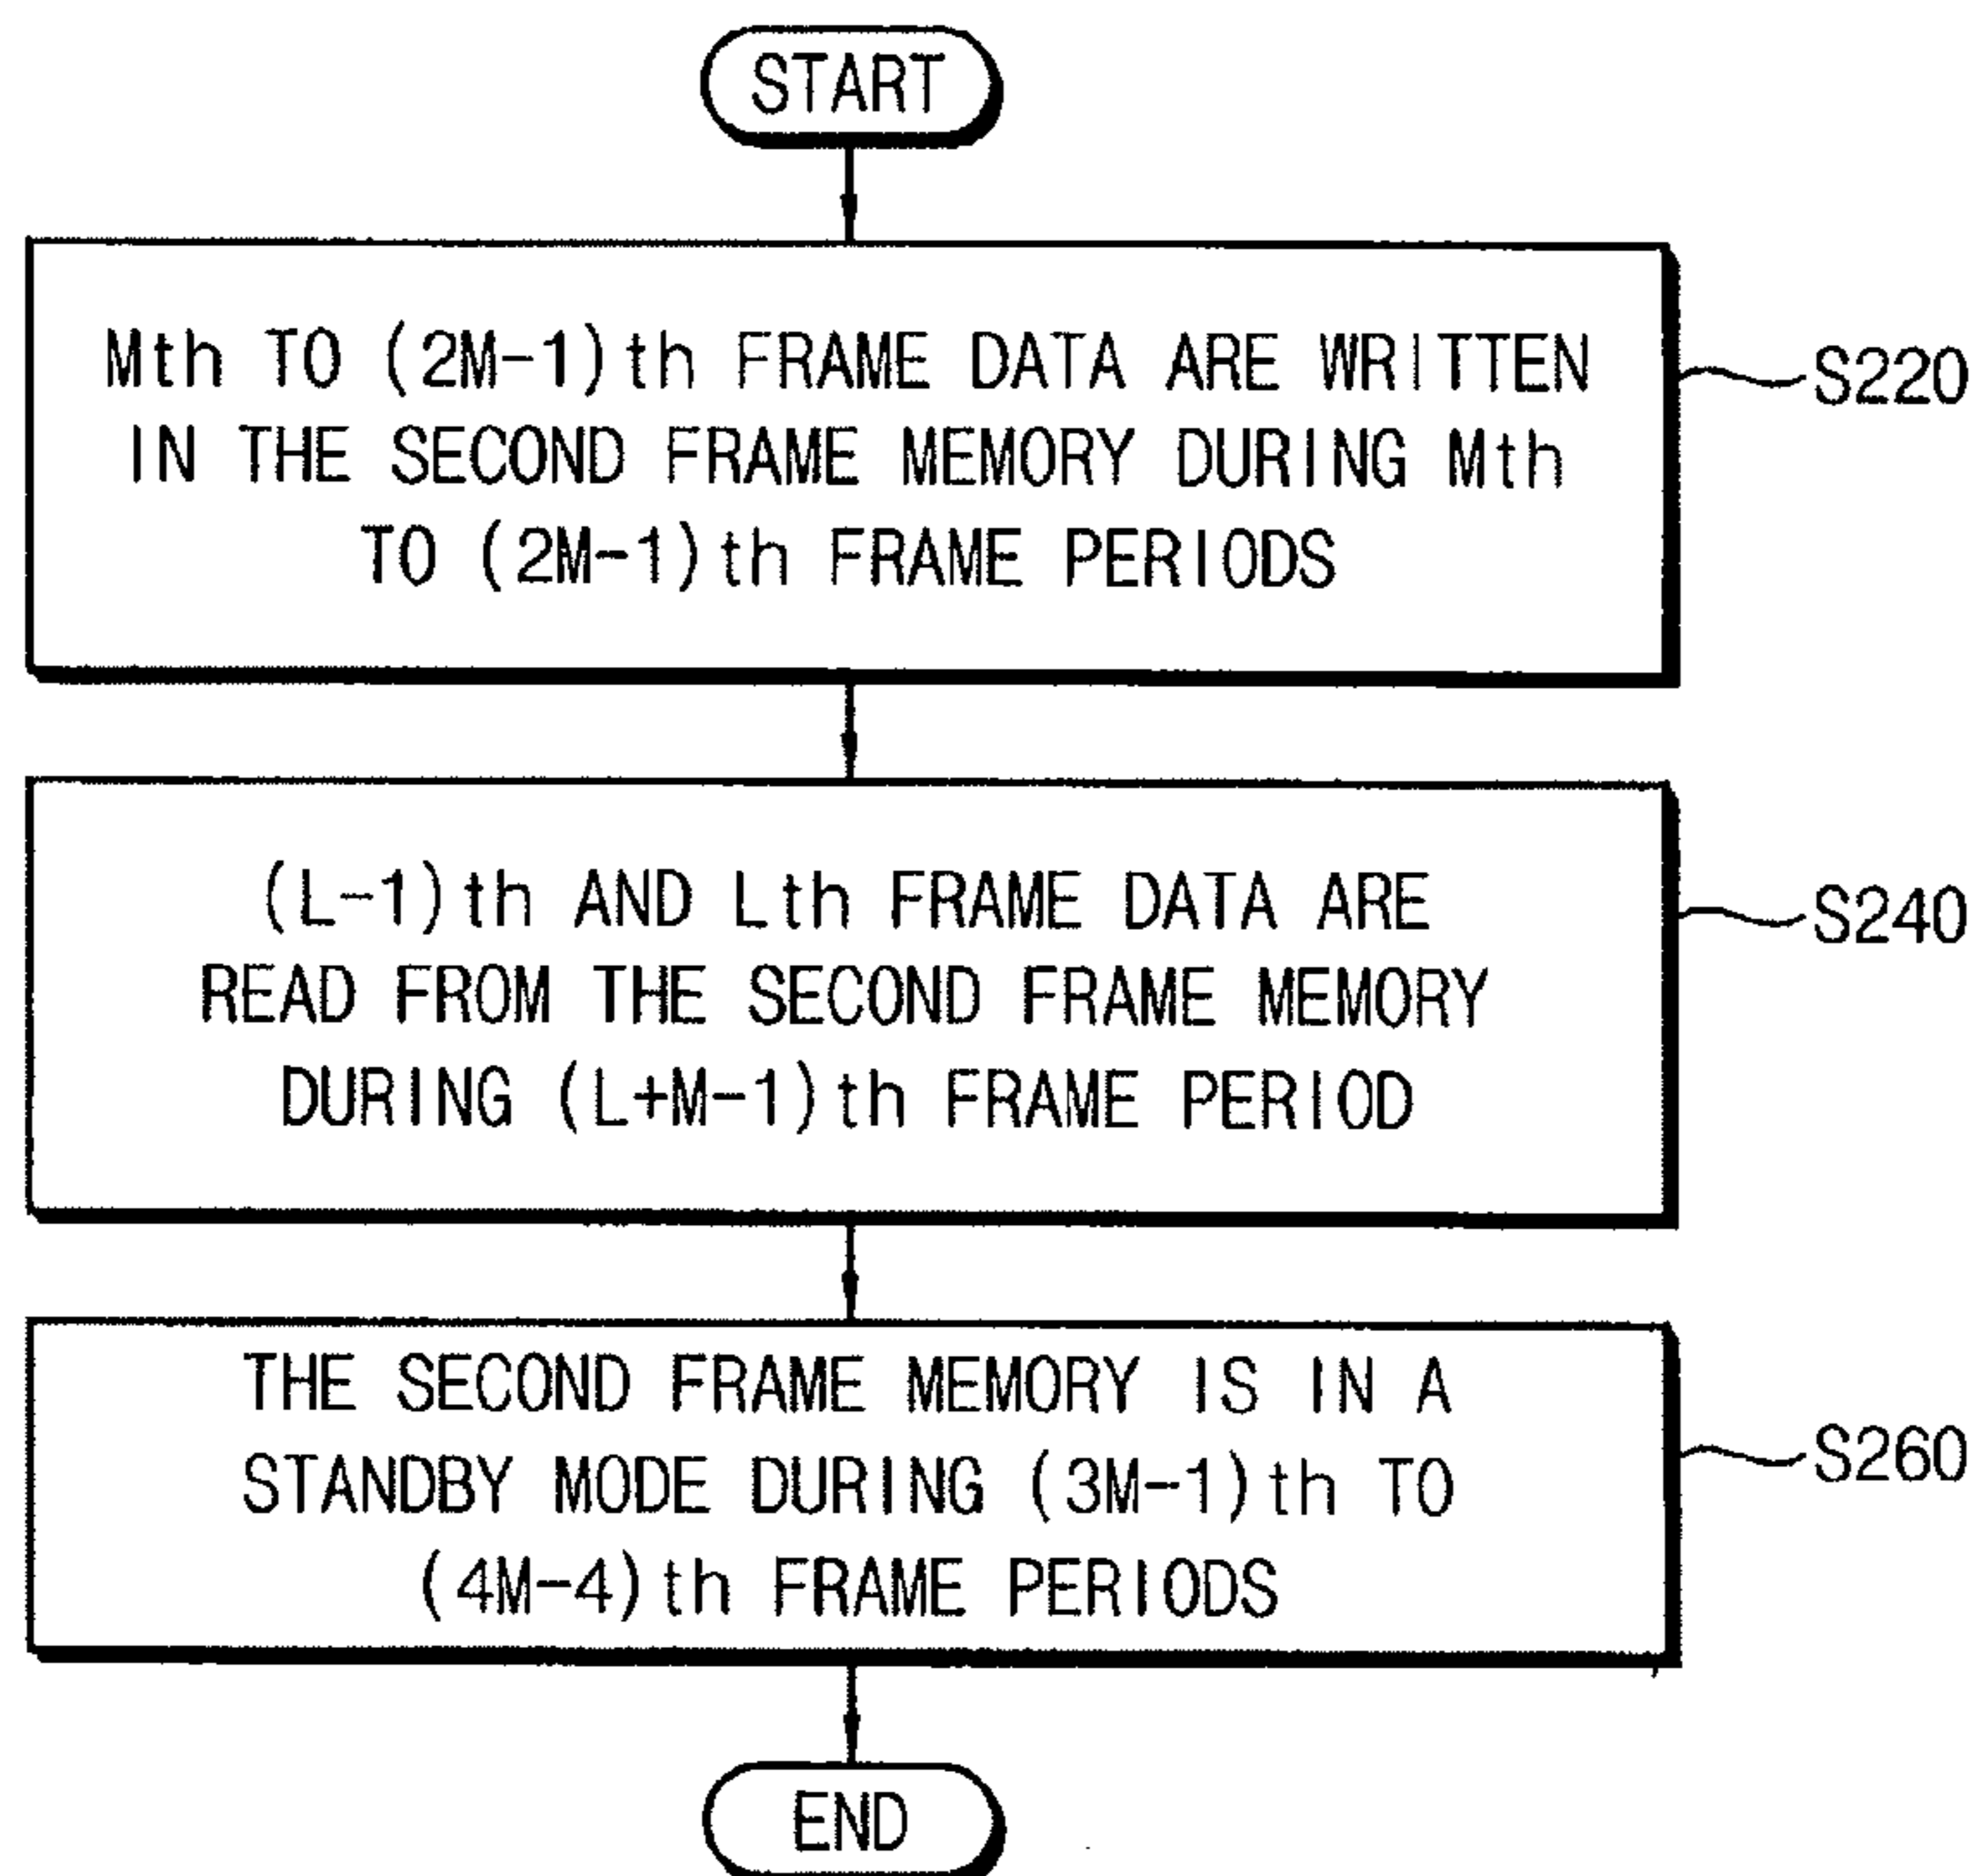 START
Mth TO (2M-1)th FRAME DATA ARE WRITTEN
IN THE SECOND FRAME MEMORY DURING Mth
TO (2M-1)th FRAME PERIODS
S220
(L-1)th AND Lth FRAME DATA ARE
READ FROM THE SECOND FRAME MEMORY
DURING (L+M-1)th FRAME PERIOD
S240
THE SECOND FRAME MEMORY IS IN A
STANDBY MODE DURING (3M-1)th TO
(4M-4)th FRAME PERIODS
S260
END